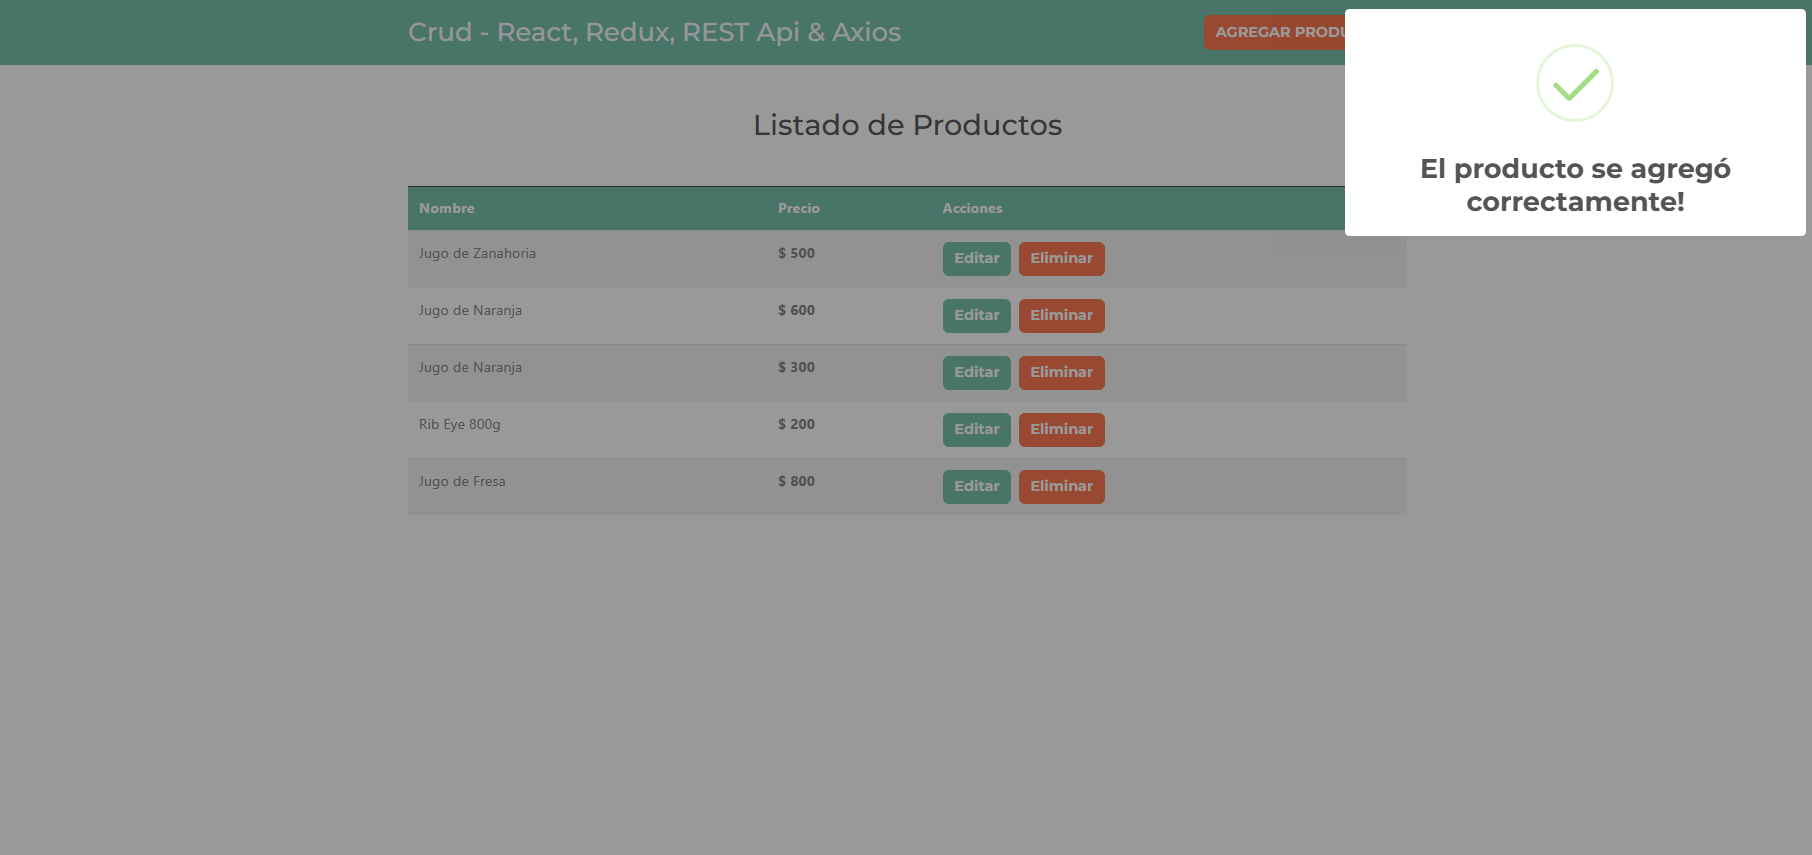 Crud - React, Redux, REST Api & Axios
AGREGAR PRODU
El producto se agregó
correctamente!
Listado de Productos
Nombre Precio Acciones
Jugo de Zanahoria $ 500 Editar Eliminar
Jugo de Naranja $ 600 Editar Eliminar
Jugo de Naranja $ 300 Editar Eliminar
Rib Eye 800g $ 200 Editar Eliminar
Jugo de Fresa $ 800 Editar Eliminar